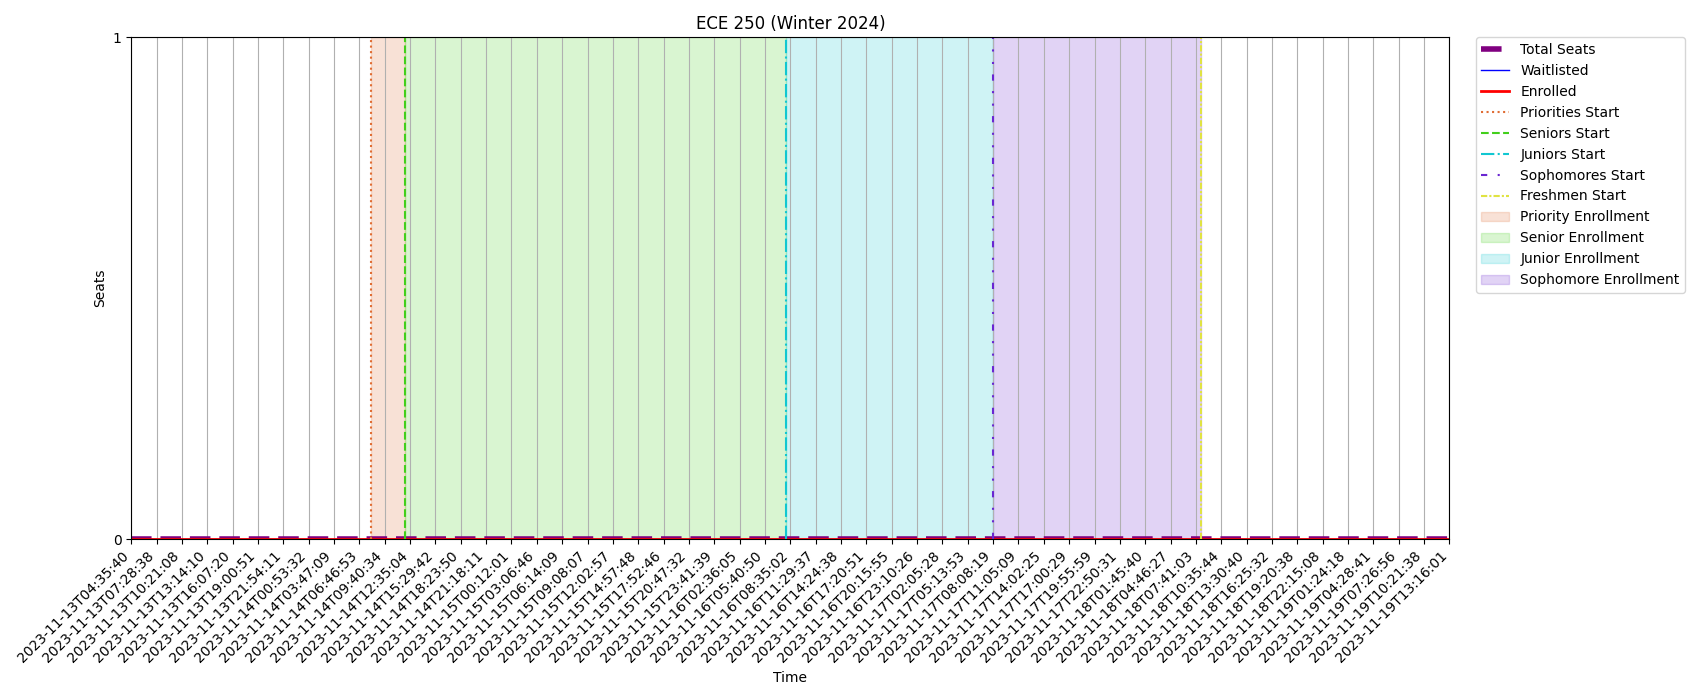 ECE 250 (Winter 2024)
1
0
Seats
2023-11-13T04:35:40
2023-11-13T07:28:38
2023-11-13T10:21:08
2023-11-13T13:14:10
2023-11-13T16:07:20
2023-11-13T19:00:51
2023-11-13T21:54:11
2023-11-14T00:53:32
2023-11-14T03:47:09
2023-11-14T06:46:53
2023-11-14T09:40:34
2023-11-14T12:35:04
2023-11-14T15:29:42
2023-11-14T18:23:50
2023-11-14T21:18:11
2023-11-15T00:12:01
2023-11-15T03:06:46
2023-11-15T06:14:09
2023-11-15T09:08:07
2023-11-15T12:02:57
2023-11-15T14:57:48
2023-11-15T17:52:46
2023-11-15T20:47:32
2023-11-15T23:41:39
2023-11-16T02:36:05
2023-11-16T05:40:50
2023-11-16T08:35:02
2023-11-16T11:29:37
2023-11-16T14:24:38
2023-11-16T17:20:51
2023-11-16T20:15:55
2023-11-16T23:10:26
2023-11-17T02:05:28
2023-11-17T05:13:53
2023-11-17T08:08:19
2023-11-17T11:05:09
2023-11-17T14:02:25
2023-11-17T17:00:29
2023-11-17T19:55:59
2023-11-17T22:50:31
2023-11-18T01:45:40
2023-11-18T04:46:27
2023-11-18T07:41:03
2023-11-18T10:35:44
2023-11-18T13:30:40
2023-11-18T16:25:32
2023-11-18T19:20:38
2023-11-18T22:15:08
2023-11-19T01:24:18
2023-11-19T04:28:41
2023-11-19T07:26:56
2023-11-19T10:21:38
2023-11-19T13:16:01
Time
Total Seats
Waitlisted
Enrolled
Priorities Start
Seniors Start
Juniors Start
Sophomores Start
Freshmen Start
Priority Enrollment
Senior Enrollment
Junior Enrollment
Sophomore Enrollment